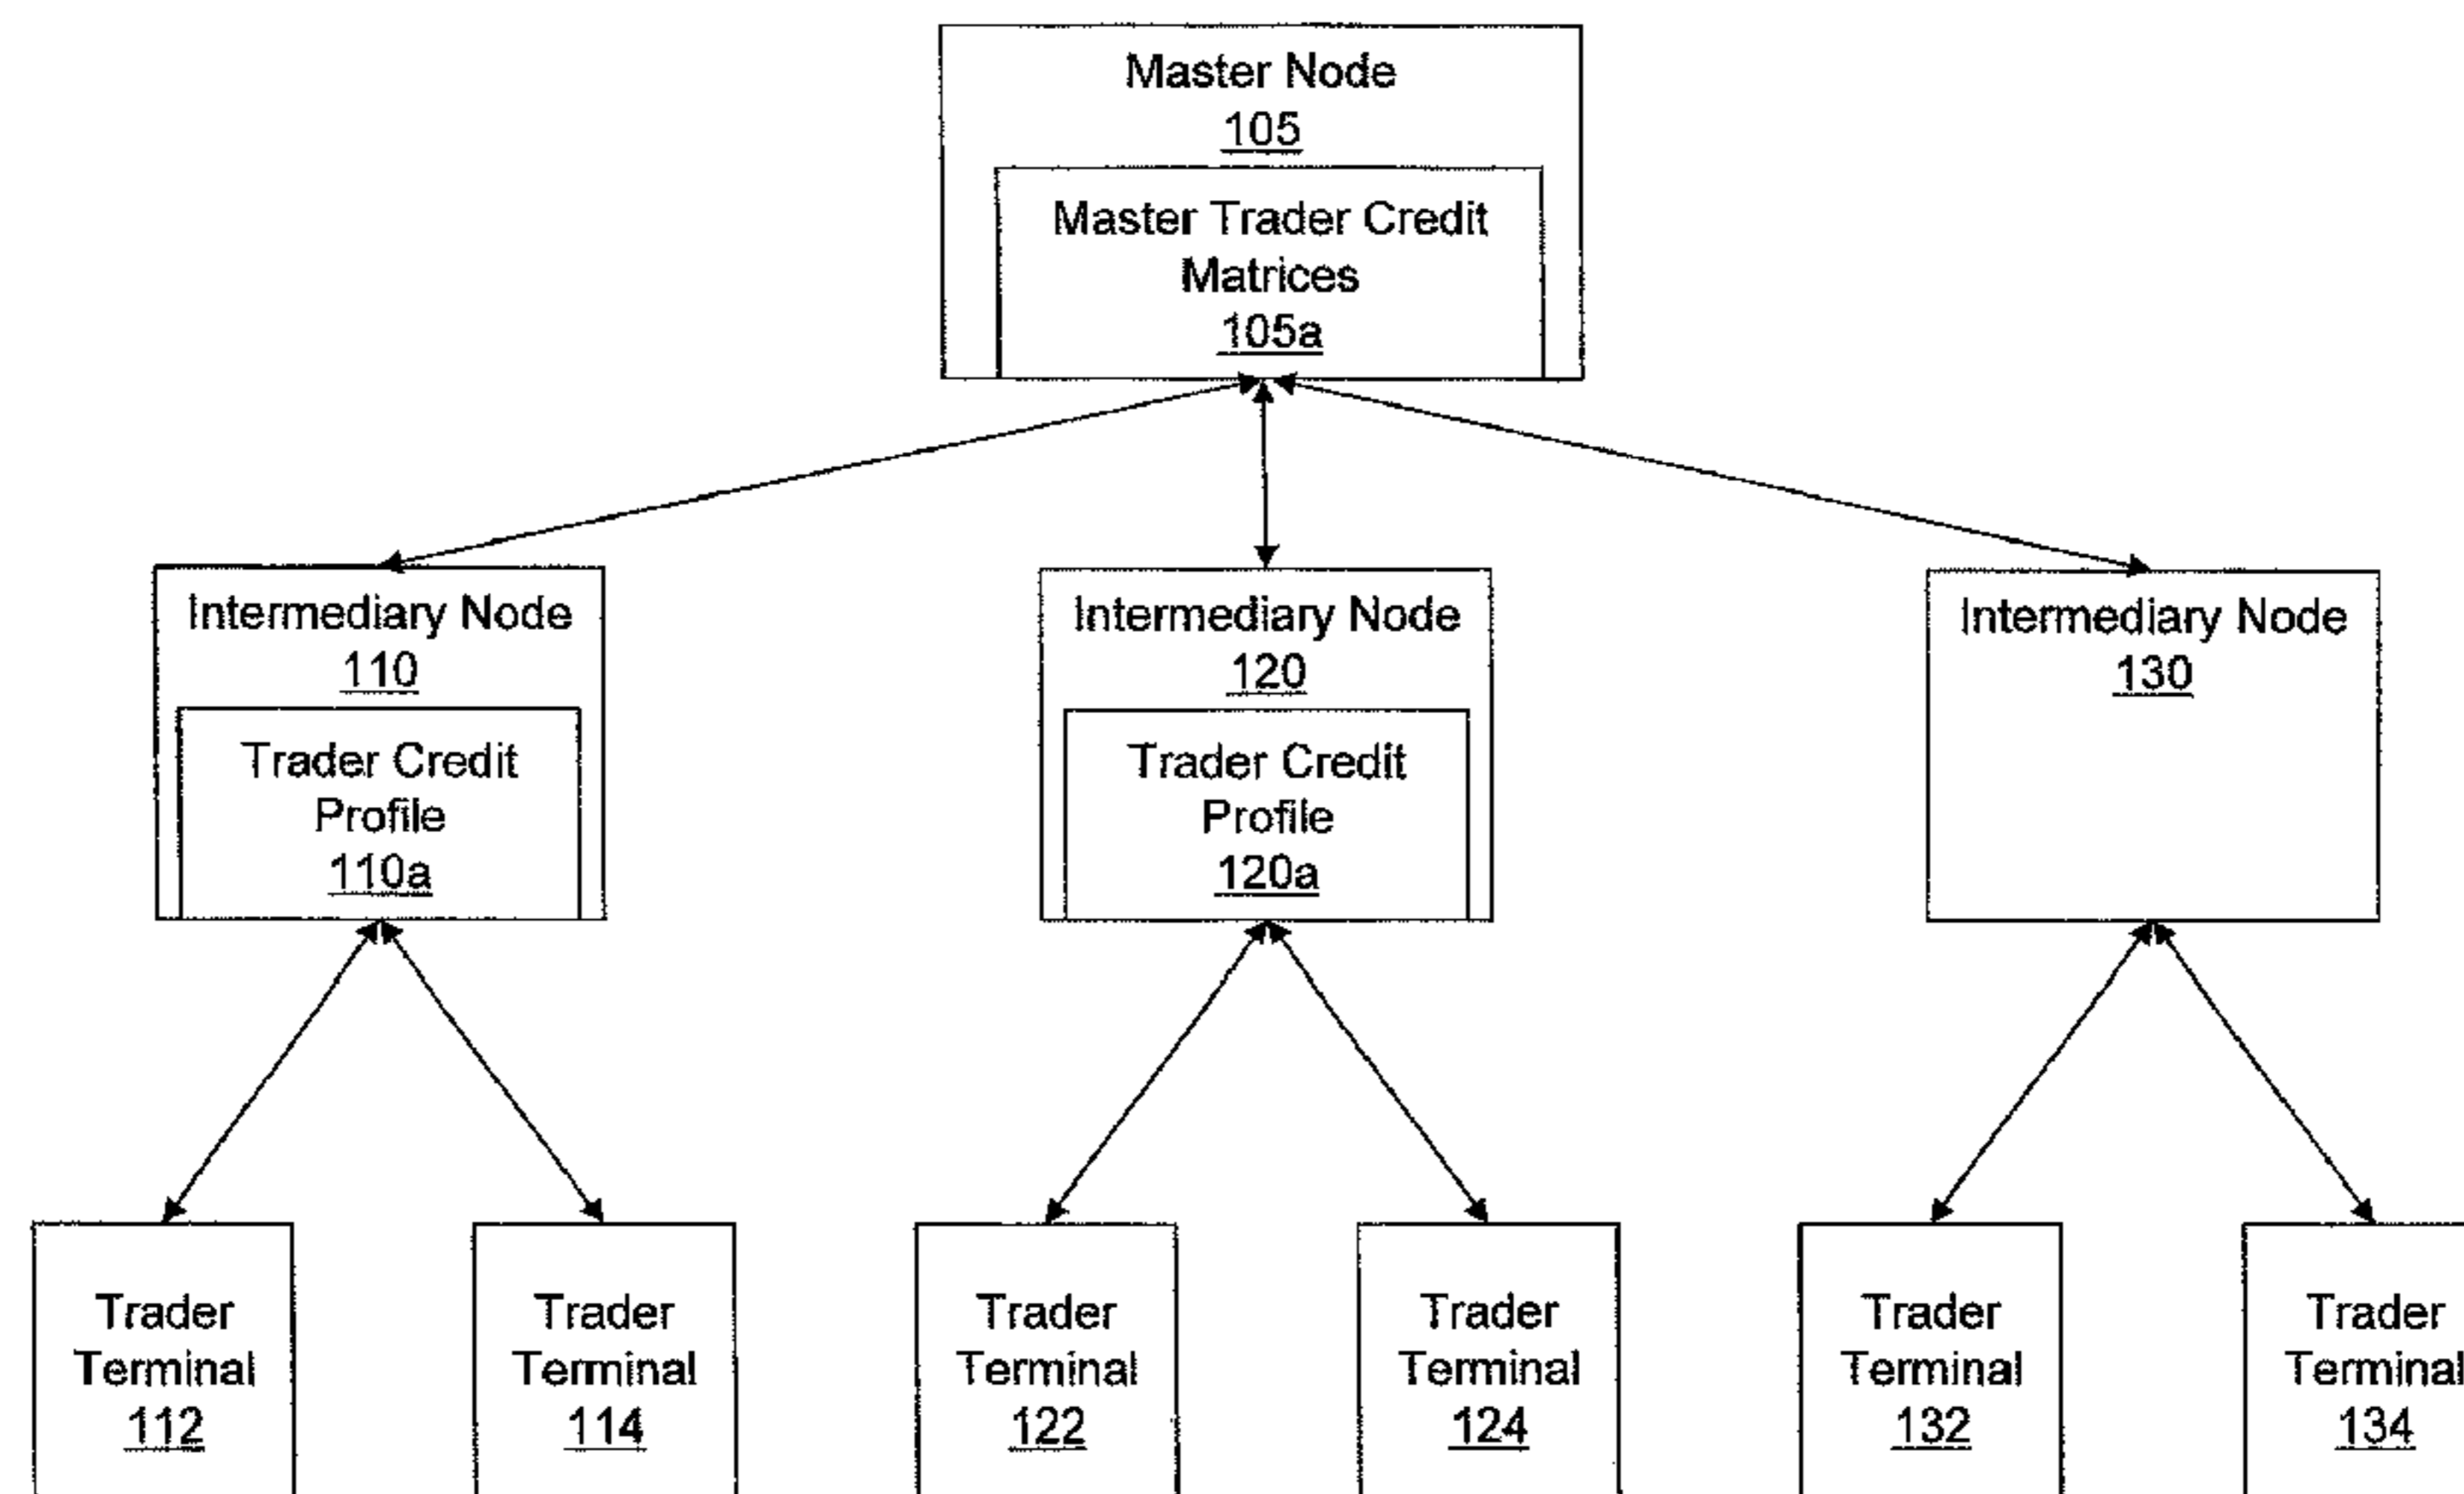 Master Node
105
Master Trader Credit
Matrices
105a
Intermediary Node
110
Trader Credit
Profile
110a
Intermediary Node
120
Trader Credit
Profile
120a
Intermediary Node
130
Trader
Terminal
112
Trader
Terminal
114
Trader
Terminal
122
Trader
Terminal
124
Trader
Terminal
132
Trader
Terminal
134